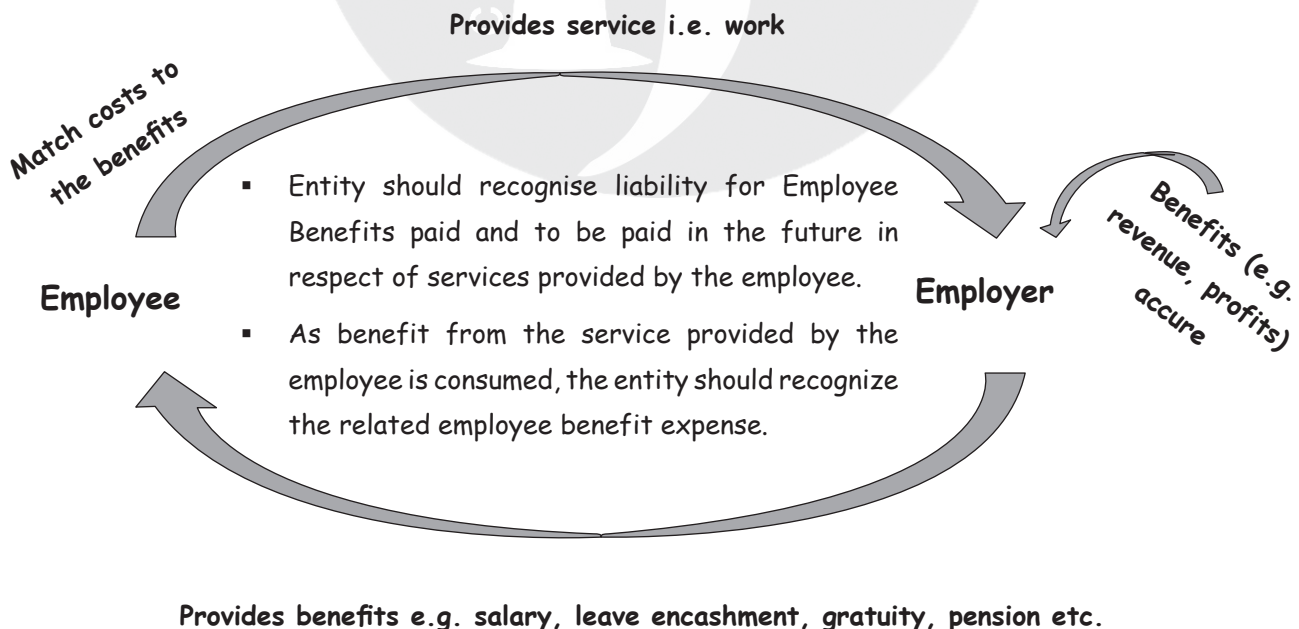 Provides service i.e. work
Match costs to
the benefits
▪ Entity should recognise liability for Employee
Benefits paid and to be paid in the future in
respect of services provided by the employee.
▪ As benefit from the service provided by the
employee is consumed, the entity should recognize
the related employee benefit expense.
Employee
Employer
Benefits (e.g.
revenue, profits)
accure
Provides benefits e.g. salary, leave encashment, gratuity, pension etc.